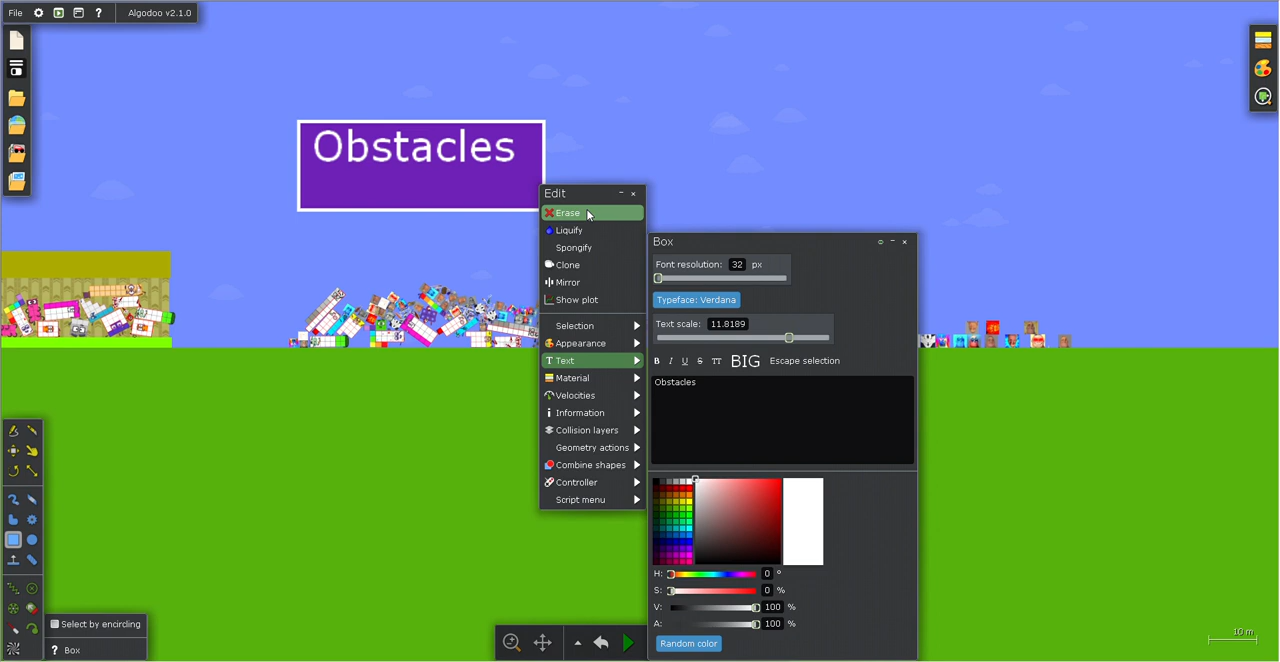 File ? Algodoo v2.1.0
Obstacles
Edit
Erase
Liquify
Spongify
Clone
Mirror
Show plot
Selection
Appearance
Text
Material
Velocities
Information
Collision layers
Geometry actions
Combine shapes
Controller
Script menu
Box
Font resolution: 32 px
Typeface: Verdana
Text scale: 11.8189
B I U S TT BIG Escape selection
Obstacles
H: 0 °
S: 0 %
V: 100 %
A: 100 %
Random color
Select by encircling
? Box
10 m